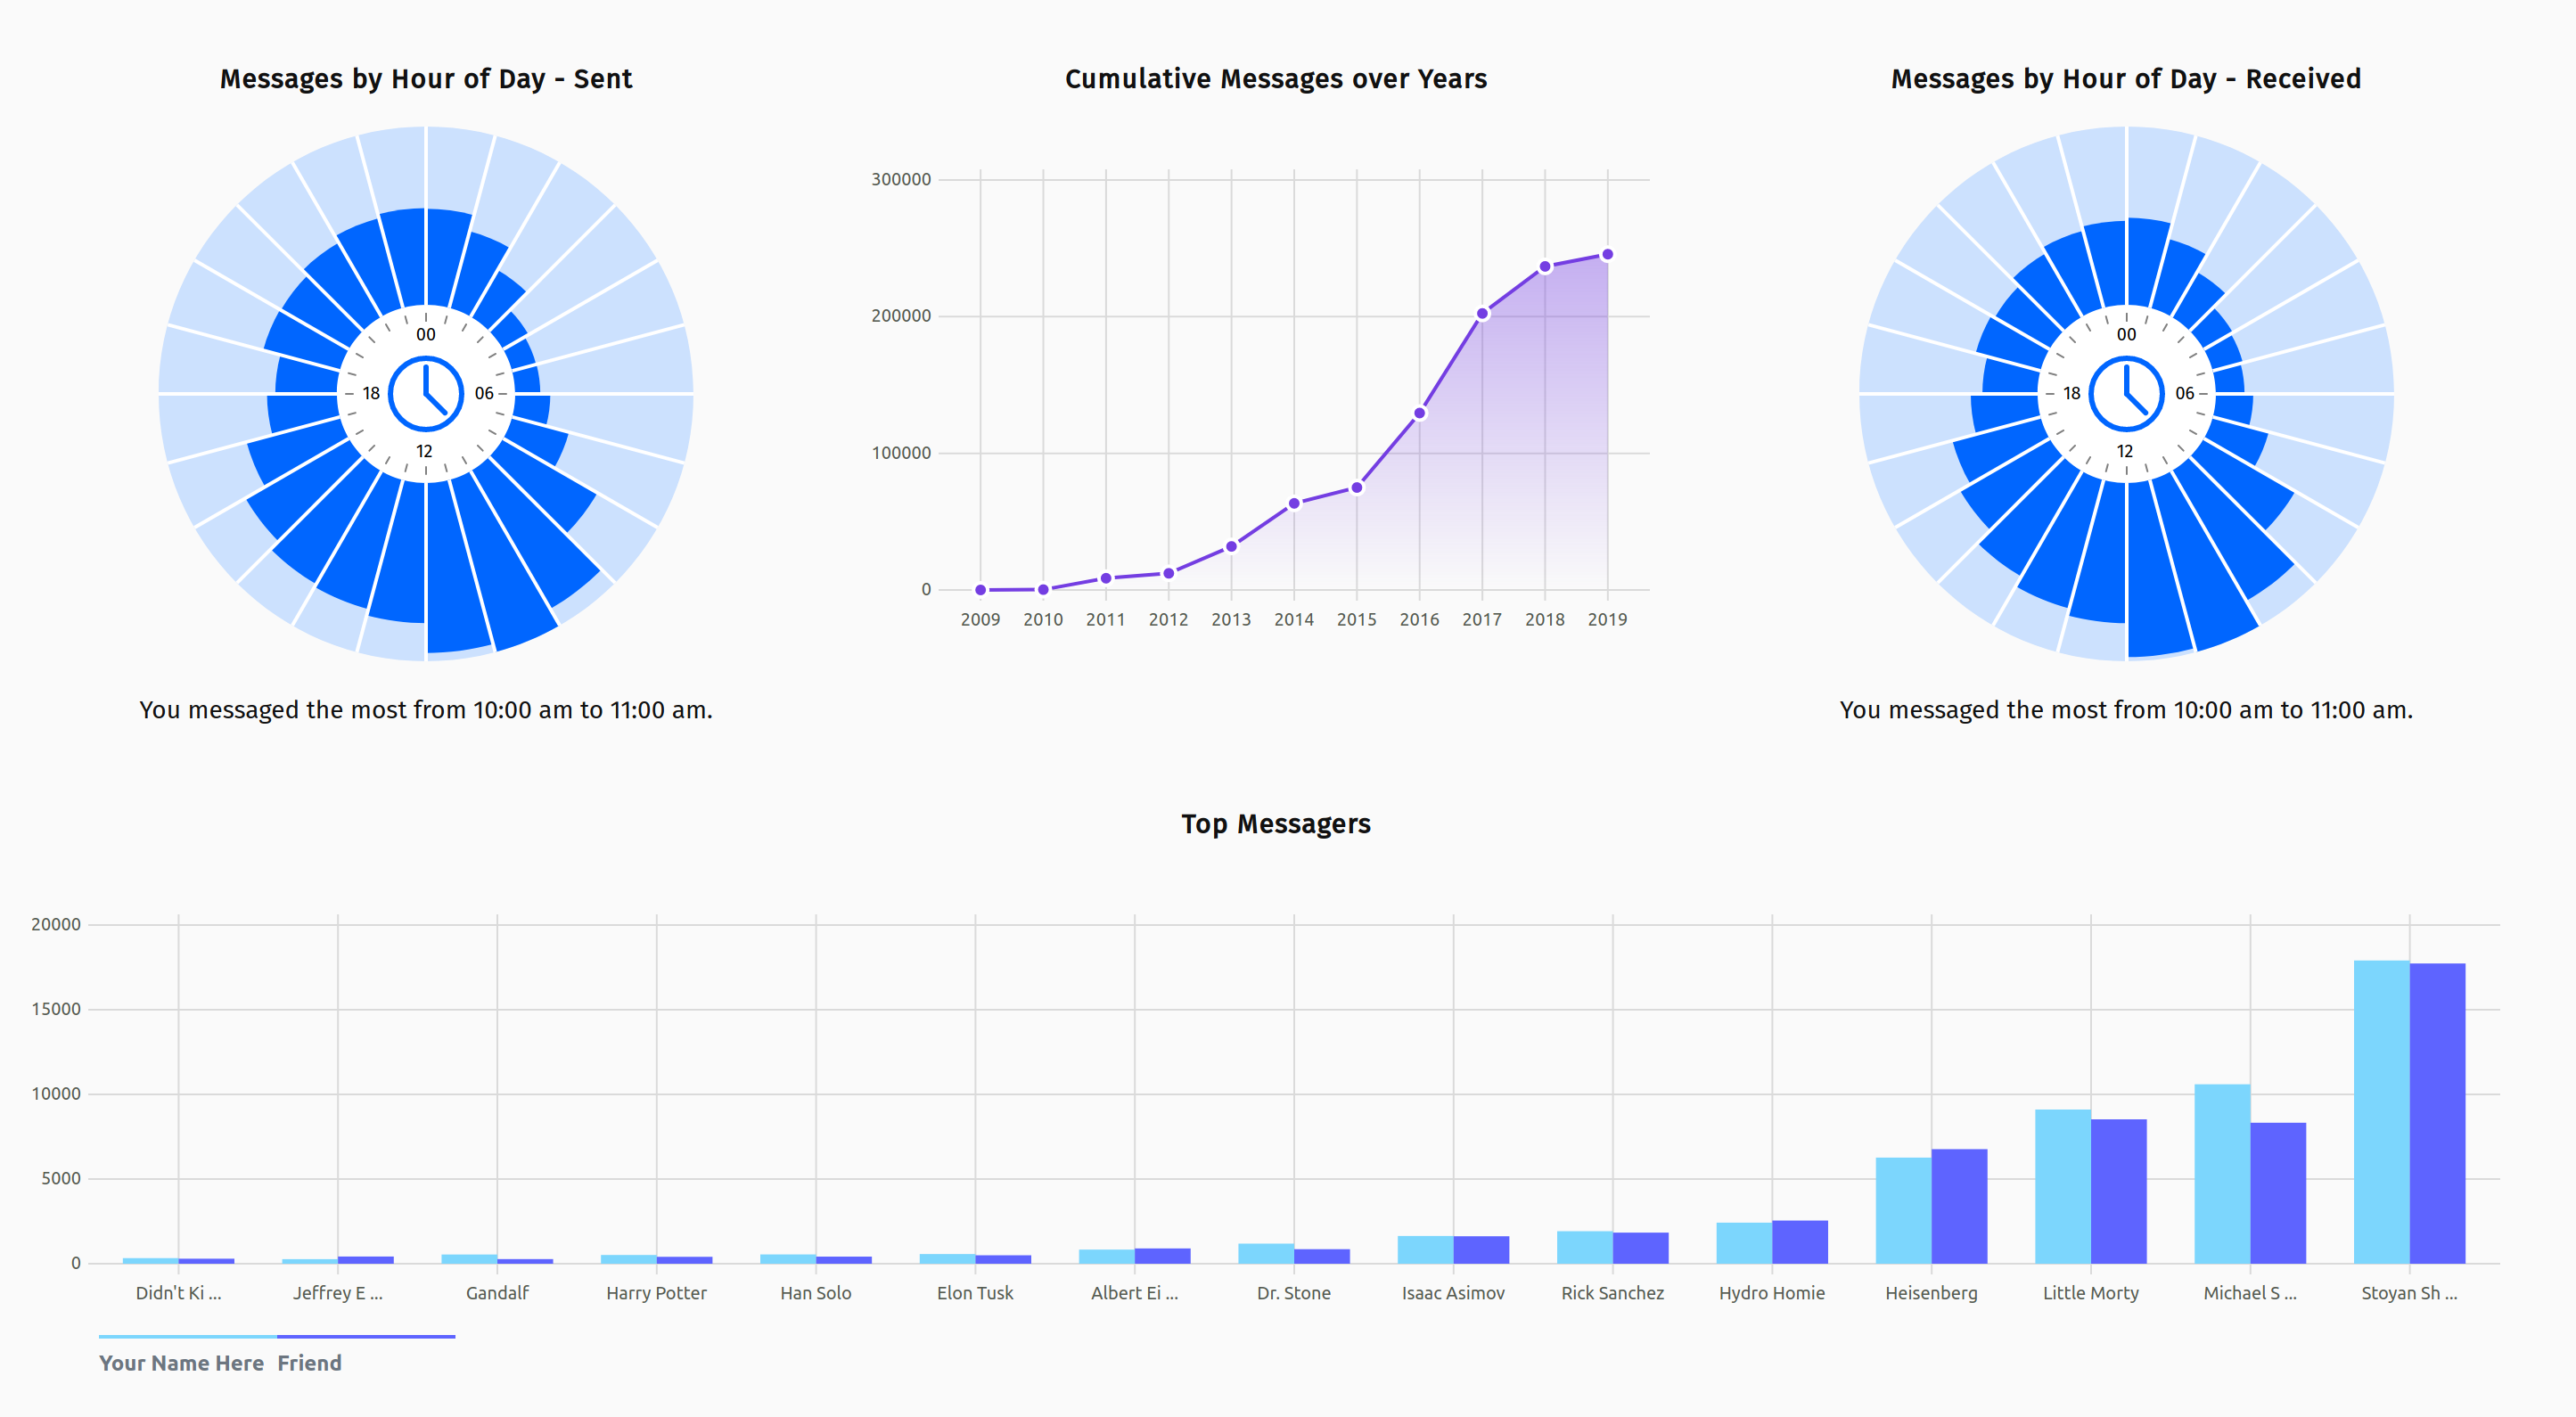 Messages by Hour of Day - Sent
00
18
06
12
You messaged the most from 10:00 am to 11:00 am.
Cumulative Messages over Years
300000
200000
100000
0
2009 2010 2011 2012 2013 2014 2015 2016 2017 2018 2019
Messages by Hour of Day - Received
00
18
06
12
You messaged the most from 10:00 am to 11:00 am.
Top Messagers
20000
15000
10000
5000
0
Didn't Ki ... Jeffrey E ... Gandalf Harry Potter Han Solo Elon Tusk Albert Ei ... Dr. Stone Isaac Asimov Rick Sanchez Hydro Homie Heisenberg Little Morty Michael S ... Stoyan Sh ...
Your Name Here Friend